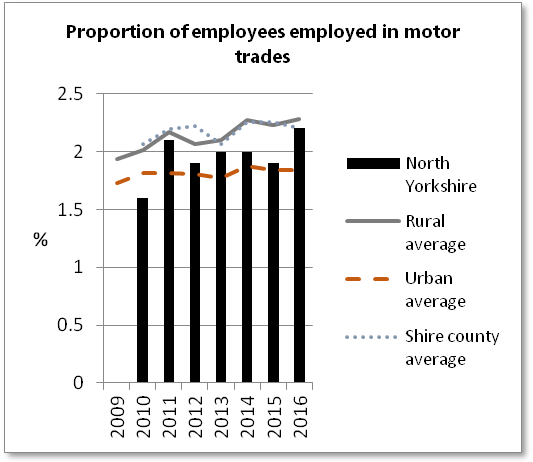 Proportion of employees employed in motor
trades
2.5
2
1.5
1
0.5
0
%
2009
2010
2011
2012
2013
2014
2015
2016
North
Yorkshire
Rural
average
Urban
average
Shire county
average